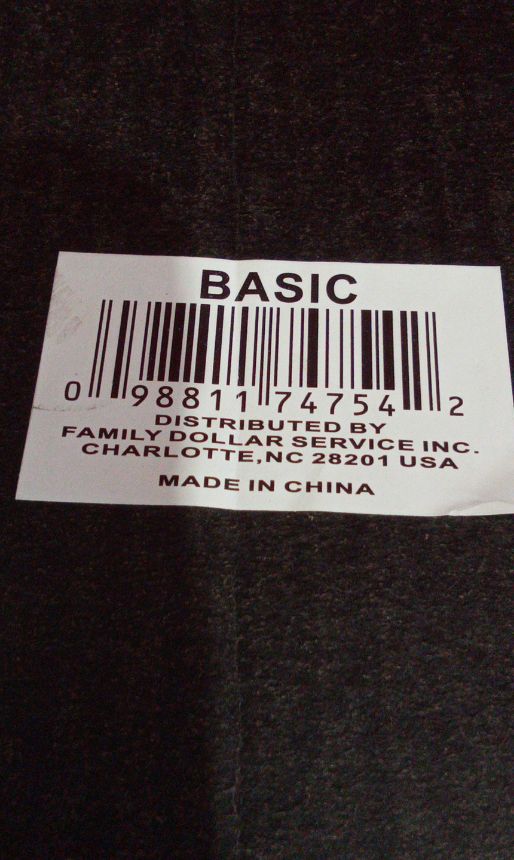 BASIC
0 98811 74754 2
DISTRIBUTED BY
FAMILY DOLLAR SERVICE INC.
CHARLOTTE,NC 28201 USA
MADE IN CHINA